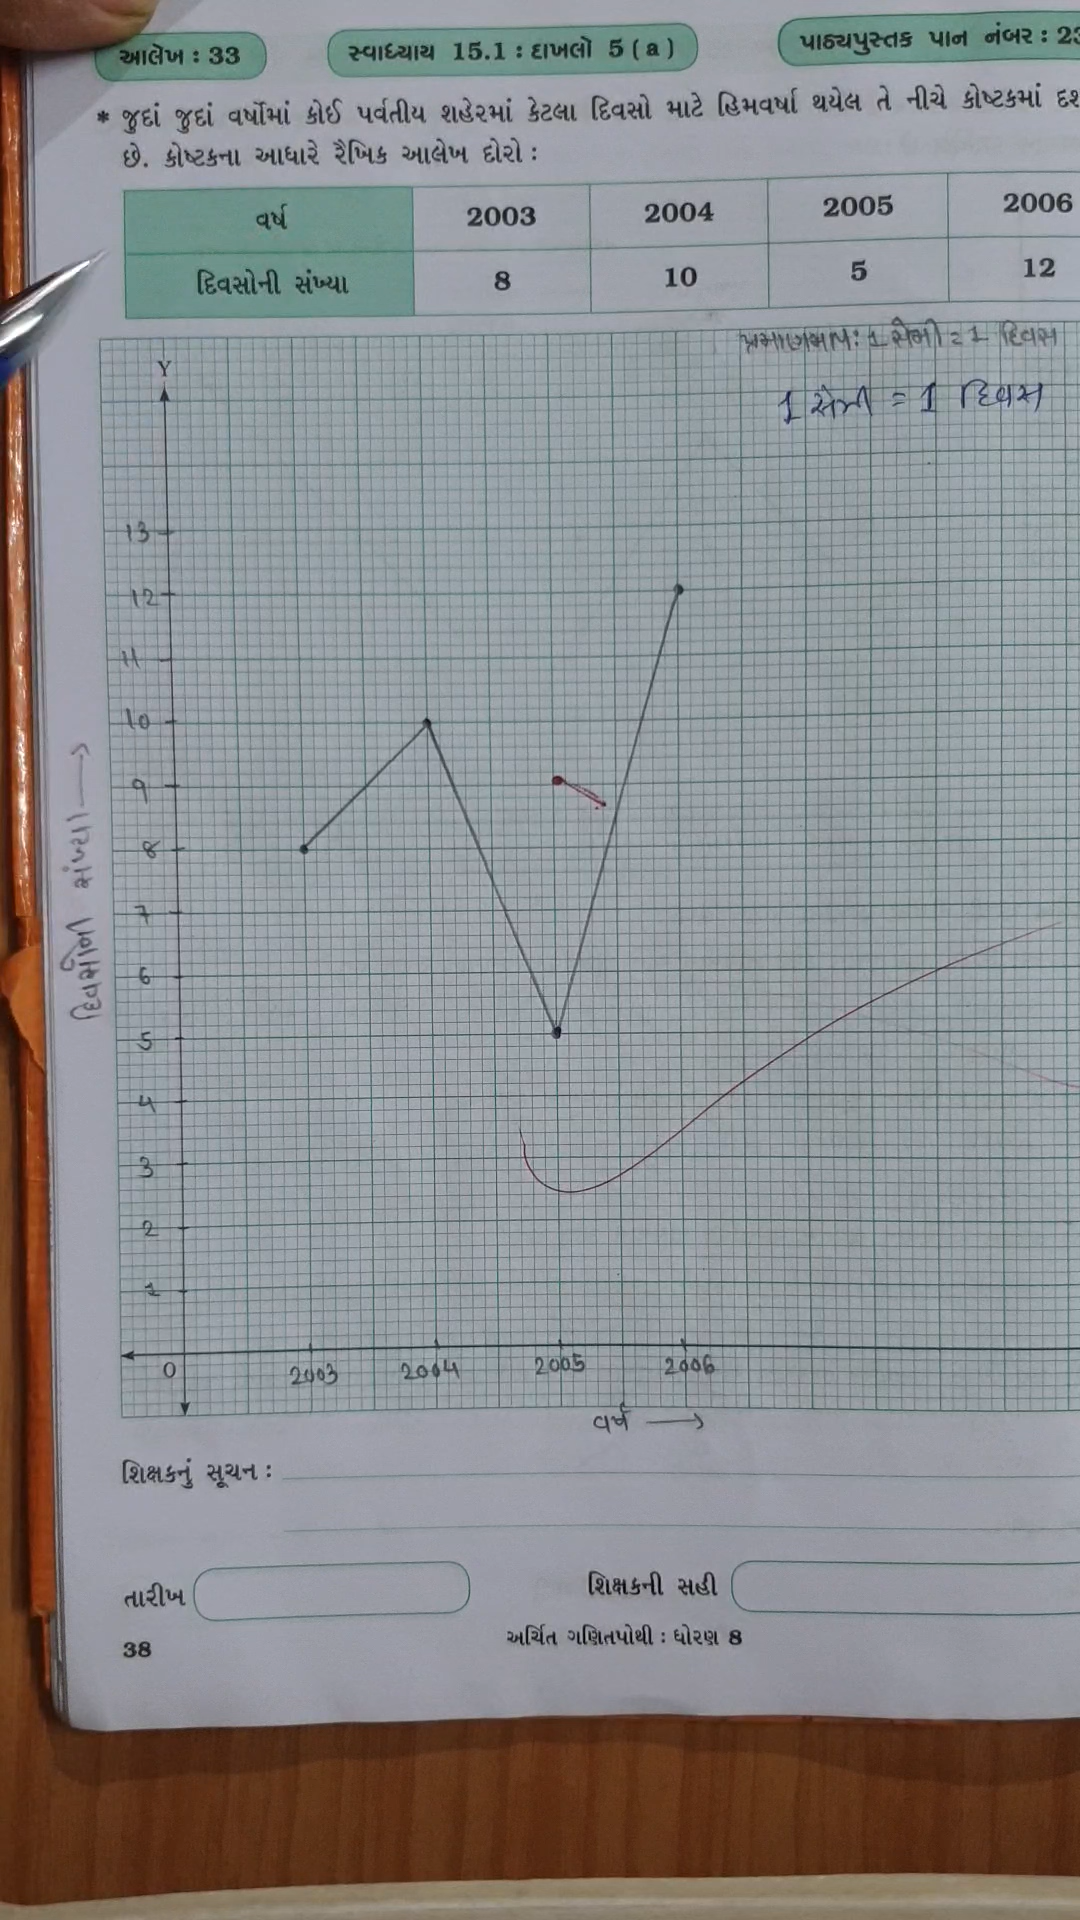 આલેખ : 33
સ્વાધ્યાય 15.1 : દાખલો 5 ( a )
પાઠ્યપુસ્તક પાન નંબર : 23
* જુદાં જુદાં વર્ષોમાં કોઈ પર્વતીય શહેરમાં કેટલા દિવસો માટે હિમવર્ષા થયેલ તે નીચે કોષ્ટકમાં દશ
છે. કોષ્ટકના આધારે રૈખિક આલેખ દોરો :
વર્ષ 2003 2004 2005 2006
દિવસોની સંખ્યા 8 10 5 12
પ્રમાણમાપ: 1 સેમી = 1 દિવસ
1 સેમી = 1 દિવસ
Y
13
12
11
10
9
8
7
6
5
4
3
2
1
દિવસોની સંખ્યા
0 2003 2004 2005 2006
વર્ષ
શિક્ષકનું સૂચન :
તારીખ શિક્ષકની સહી
38 અર્ચિત ગણિતપોથી : ધોરણ 8